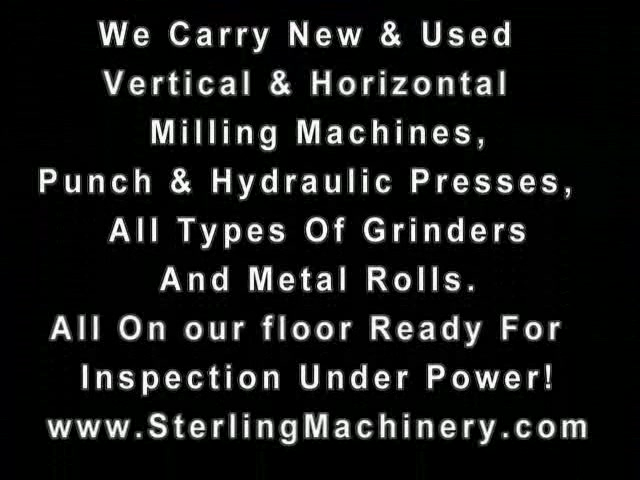 We Carry New & Used
Vertical & Horizontal
Milling Machines,
Punch & Hydraulic Presses,
All Types Of Grinders
And Metal Rolls.
All On our floor Ready For
Inspection Under Power!
www.SterlingMachinery.com